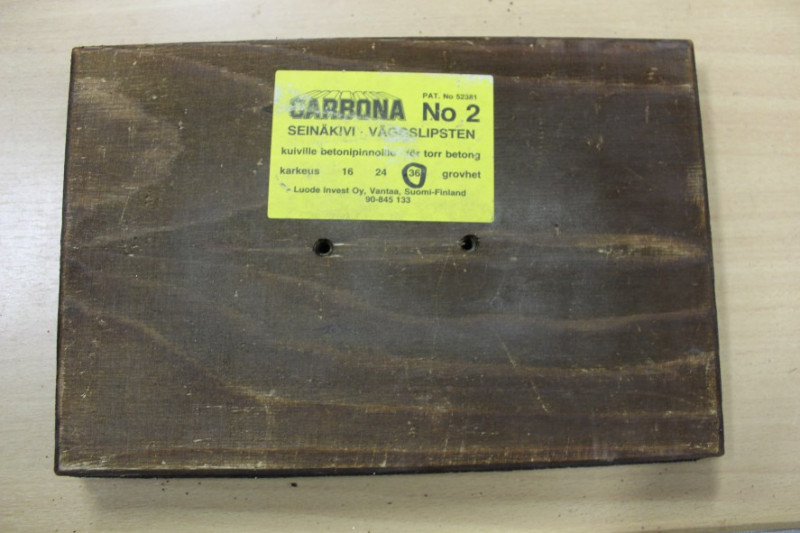 CARBONA No 2
PAT. No 52381
SEINÄKIVI · VÄGGSLIPSTEN
kuiville betonipinnoille för torr betong
karkeus 16 24 36 grovhet
Luode Invest Oy, Vantaa, Suomi-Finland
90-845 133